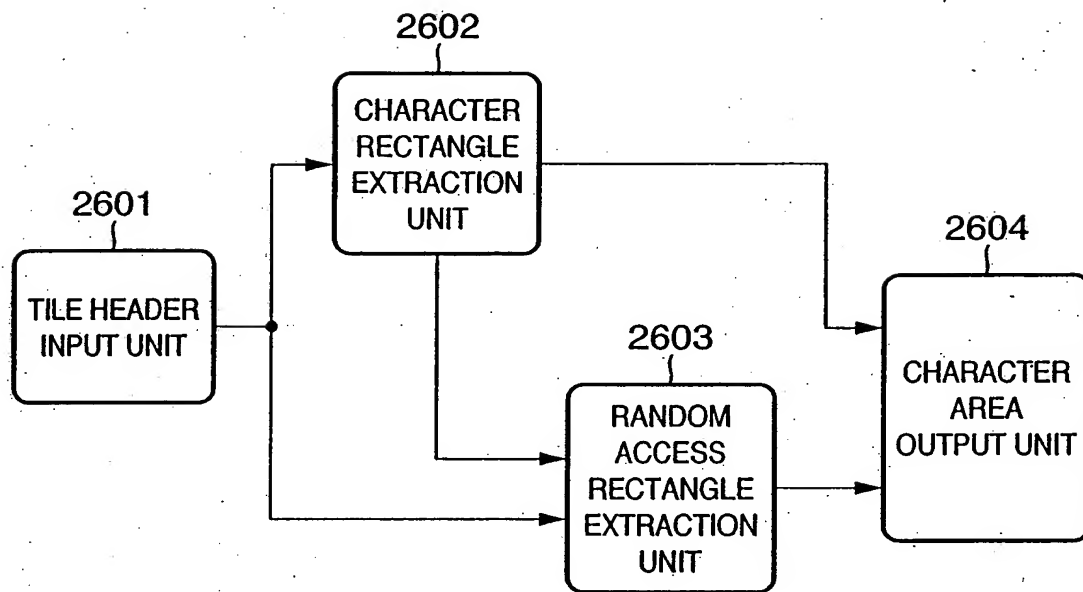 2602
CHARACTER
RECTANGLE
EXTRACTION
UNIT
2601
TILE HEADER
INPUT UNIT
2604
CHARACTER
AREA
OUTPUT UNIT
2603
RANDOM
ACCESS
RECTANGLE
EXTRACTION
UNIT